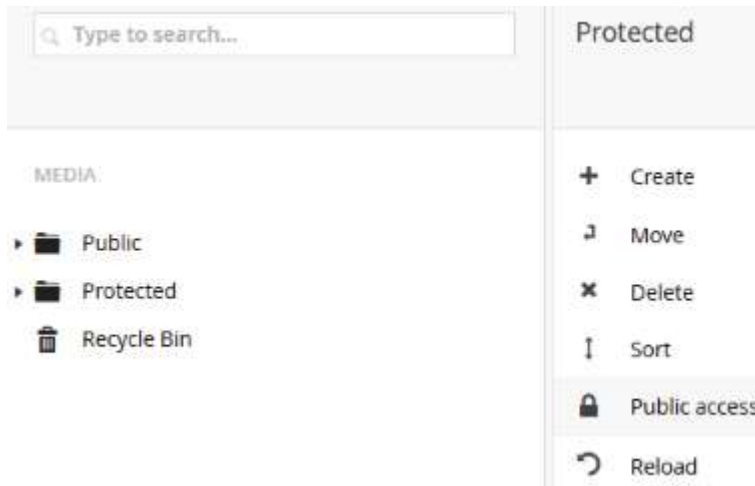 Type to search...
MEDIA
Public
Protected
Recycle Bin
Protected
Create
Move
Delete
Sort
Public access
Reload